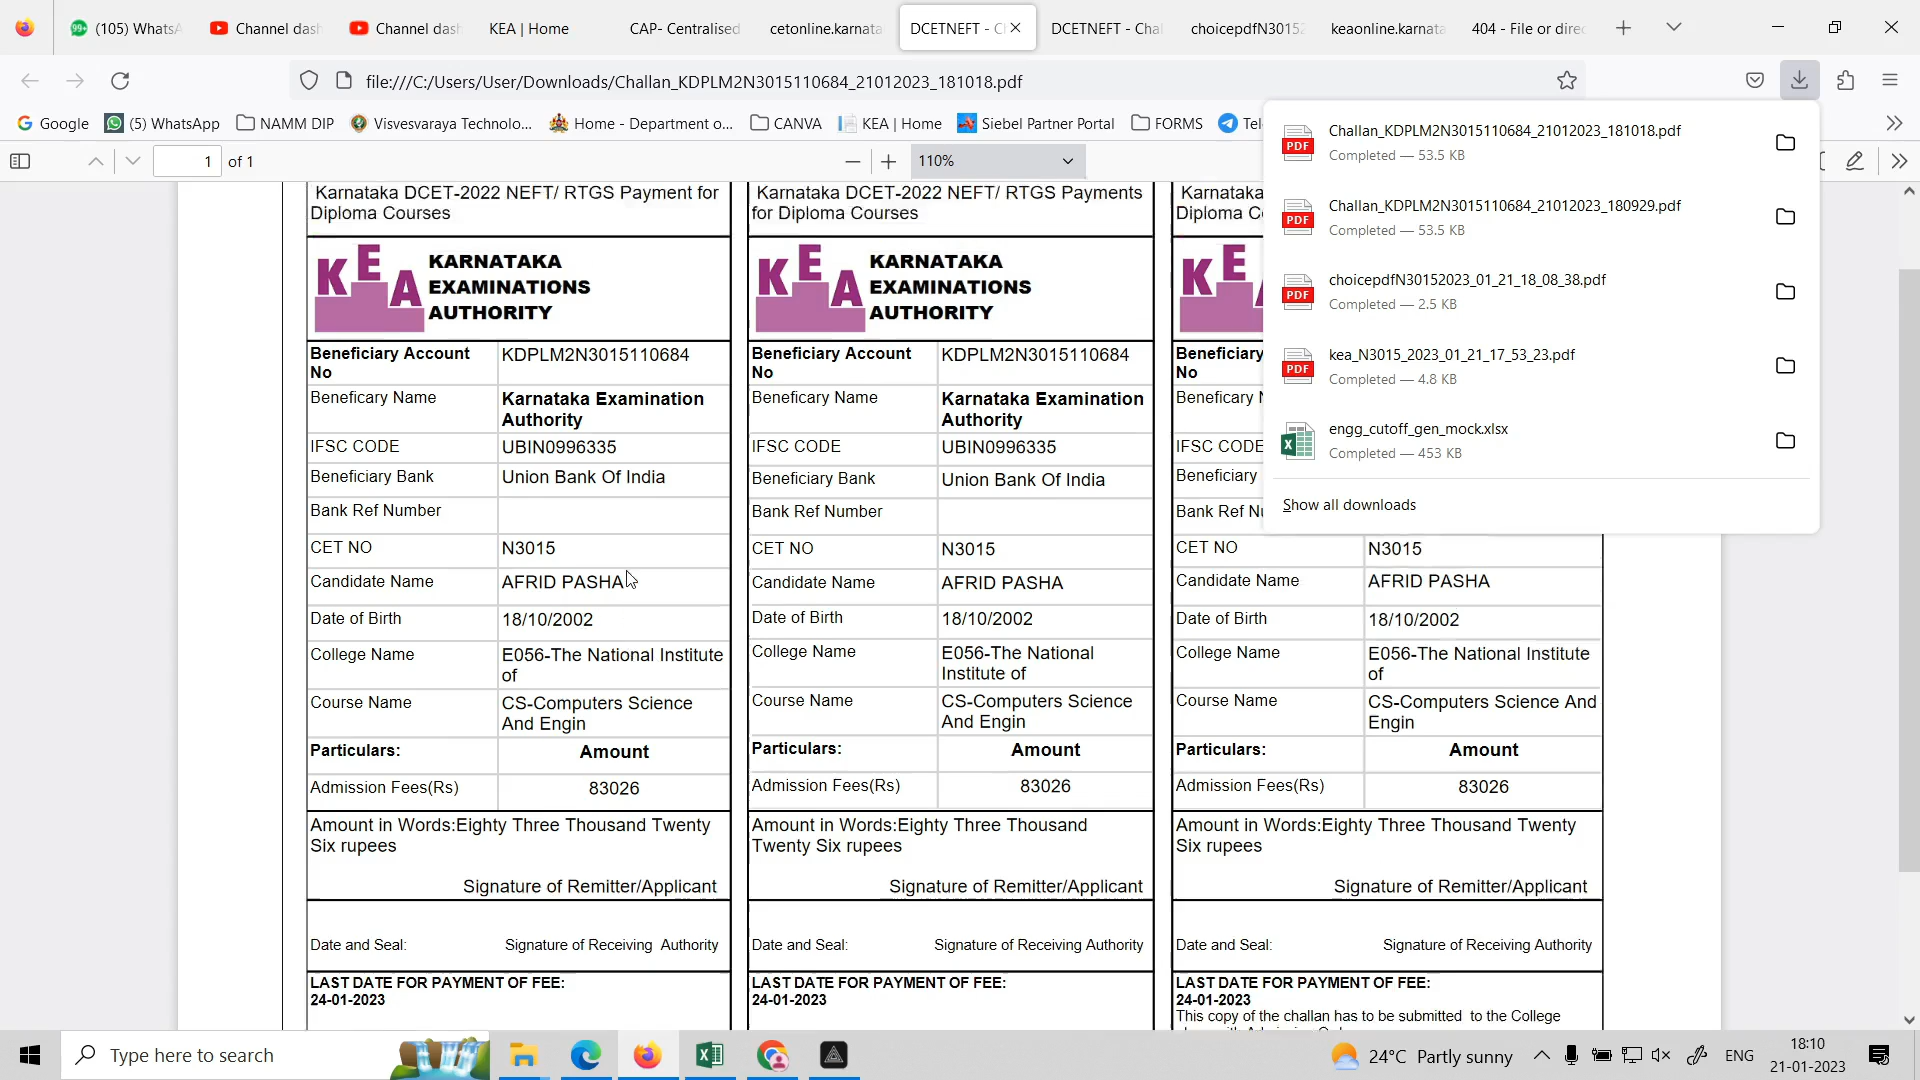 (105) WhatsA
Channel das
Channel das
KEA | Home
CAP- Centralised
cetonline.karnata
DCETNEFT - C
DCETNEFT - Chal
choicepdfN30152
keaonline.karnata
404 - File or direc
file:///C:/Users/User/Downloads/Challan_KDPLM2N3015110684_21012023_181018.pdf
Google
(5) WhatsApp
NAMM DIP
Visvesvaraya Technolo...
Home - Department o...
CANVA
KEA | Home
Siebel Partner Portal
FORMS
Tel
1 of 1
110%
Challan_KDPLM2N3015110684_21012023_181018.pdf
Completed — 53.5 KB
Challan_KDPLM2N3015110684_21012023_180929.pdf
Completed — 53.5 KB
choicepdfN30152023_01_21_18_08_38.pdf
Completed — 2.5 KB
kea_N3015_2023_01_21_17_53_23.pdf
Completed — 4.8 KB
engg_cutoff_gen_mock.xlsx
Completed — 453 KB
Show all downloads
Karnataka DCET-2022 NEFT/ RTGS Payment for
Diploma Courses
KEA KARNATAKA
EXAMINATIONS
AUTHORITY
Beneficiary Account No KDPLM2N3015110684
Beneficary Name Karnataka Examination Authority
IFSC CODE UBIN0996335
Beneficiary Bank Union Bank Of India
Bank Ref Number
CET NO N3015
Candidate Name AFRID PASHA
Date of Birth 18/10/2002
College Name E056-The National Institute of
Course Name CS-Computers Science And Engin
Particulars: Amount
Admission Fees(Rs) 83026
Amount in Words:Eighty Three Thousand Twenty
Six rupees
Signature of Remitter/Applicant
Date and Seal: Signature of Receiving Authority
LAST DATE FOR PAYMENT OF FEE:
24-01-2023
Karnataka DCET-2022 NEFT/ RTGS Payments
for Diploma Courses
KEA KARNATAKA
EXAMINATIONS
AUTHORITY
Beneficiary Account No KDPLM2N3015110684
Beneficary Name Karnataka Examination Authority
IFSC CODE UBIN0996335
Beneficiary Bank Union Bank Of India
Bank Ref Number
CET NO N3015
Candidate Name AFRID PASHA
Date of Birth 18/10/2002
College Name E056-The National Institute of
Course Name CS-Computers Science And Engin
Particulars: Amount
Admission Fees(Rs) 83026
Amount in Words:Eighty Three Thousand
Twenty Six rupees
Signature of Remitter/Applicant
Date and Seal: Signature of Receiving Authority
LAST DATE FOR PAYMENT OF FEE:
24-01-2023
Karnataka
Diploma C
KE
Beneficiary
No
Beneficary
IFSC CODE
Beneficiary
Bank Ref Nu
CET NO N3015
Candidate Name AFRID PASHA
Date of Birth 18/10/2002
College Name E056-The National Institute of
Course Name CS-Computers Science And Engin
Particulars: Amount
Admission Fees(Rs) 83026
Amount in Words:Eighty Three Thousand Twenty
Six rupees
Signature of Remitter/Applicant
Date and Seal: Signature of Receiving Authority
LAST DATE FOR PAYMENT OF FEE:
24-01-2023
This copy of the challan has to be submitted to the College
Type here to search
24°C Partly sunny
ENG
18:10
21-01-2023